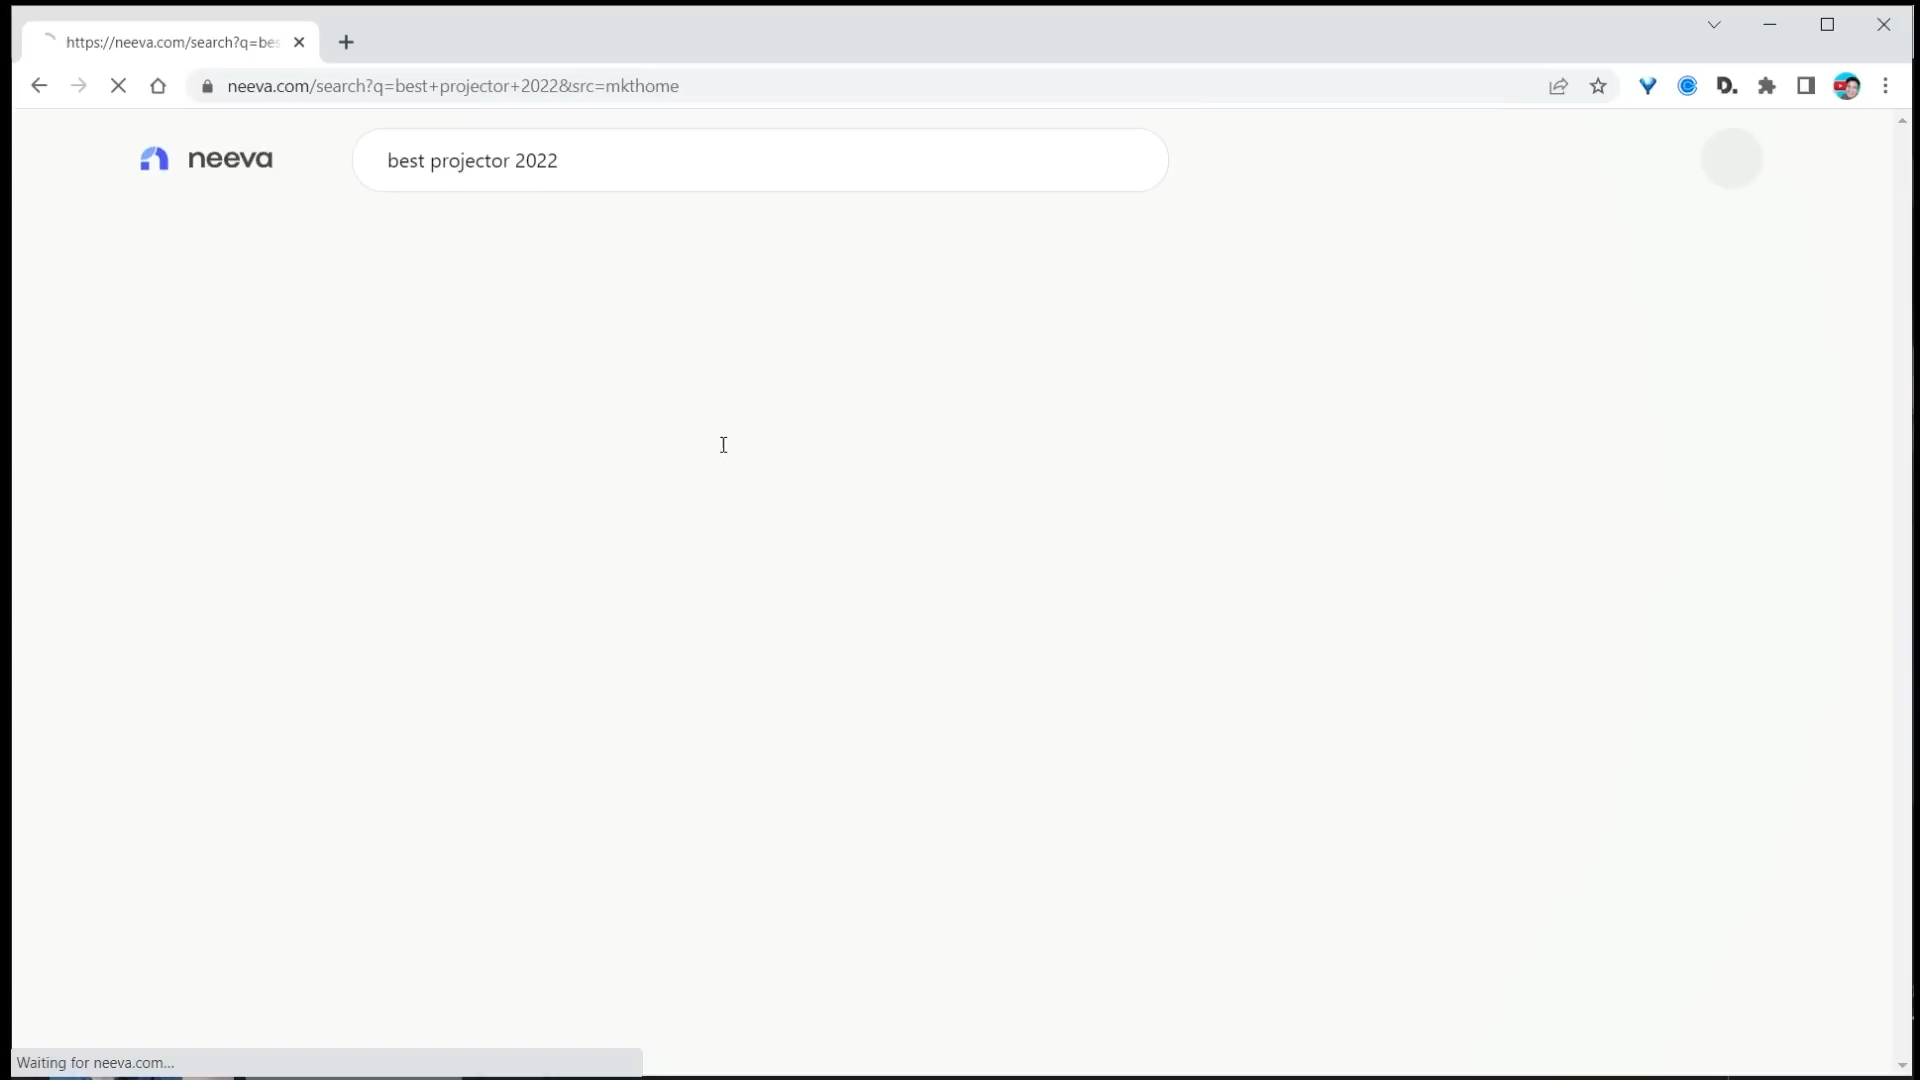 https://neeva.com/search?q=bes
neeva.com/search?q=best+projector+2022&src=mkthome
D.
neeva
best projector 2022
Waiting for neeva.com...